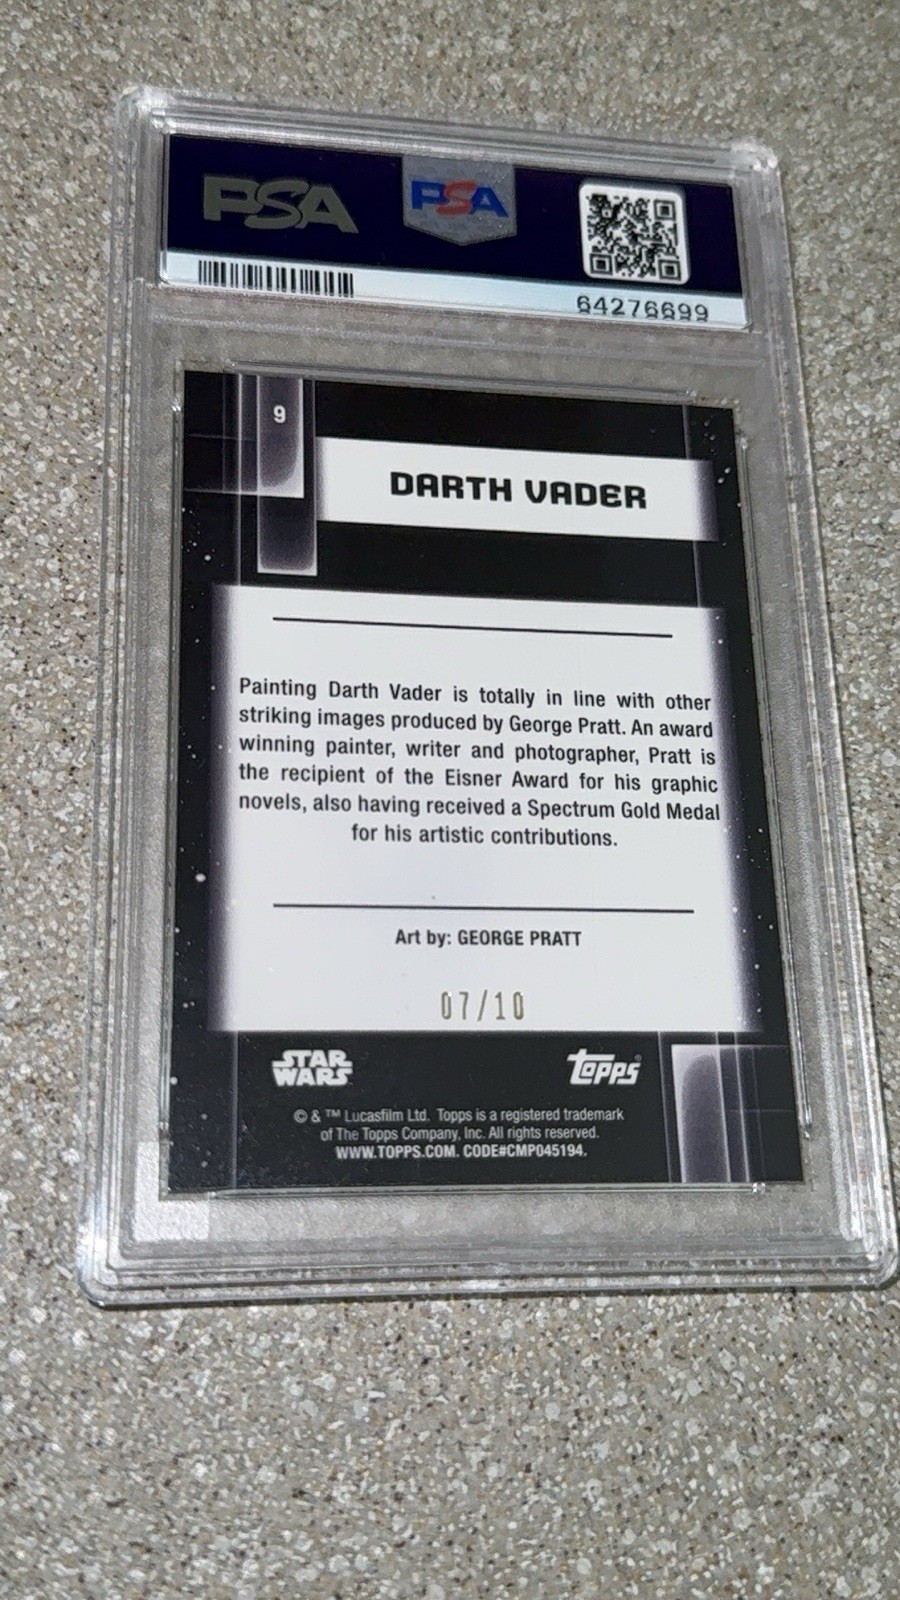 PSA PSA
64276699
9
DARTH VADER
Painting Darth Vader is totally in line with other
striking images produced by George Pratt. An award
winning painter, writer and photographer, Pratt is
the recipient of the Eisner Award for his graphic
novels, also having received a Spectrum Gold Medal
for his artistic contributions.
Art by: GEORGE PRATT
07/10
STAR
WARS
TOPPS
© & ™ Lucasfilm Ltd. Topps is a registered trademark
of The Topps Company, Inc. All rights reserved.
WWW.TOPPS.COM. CODE#CMP045194.